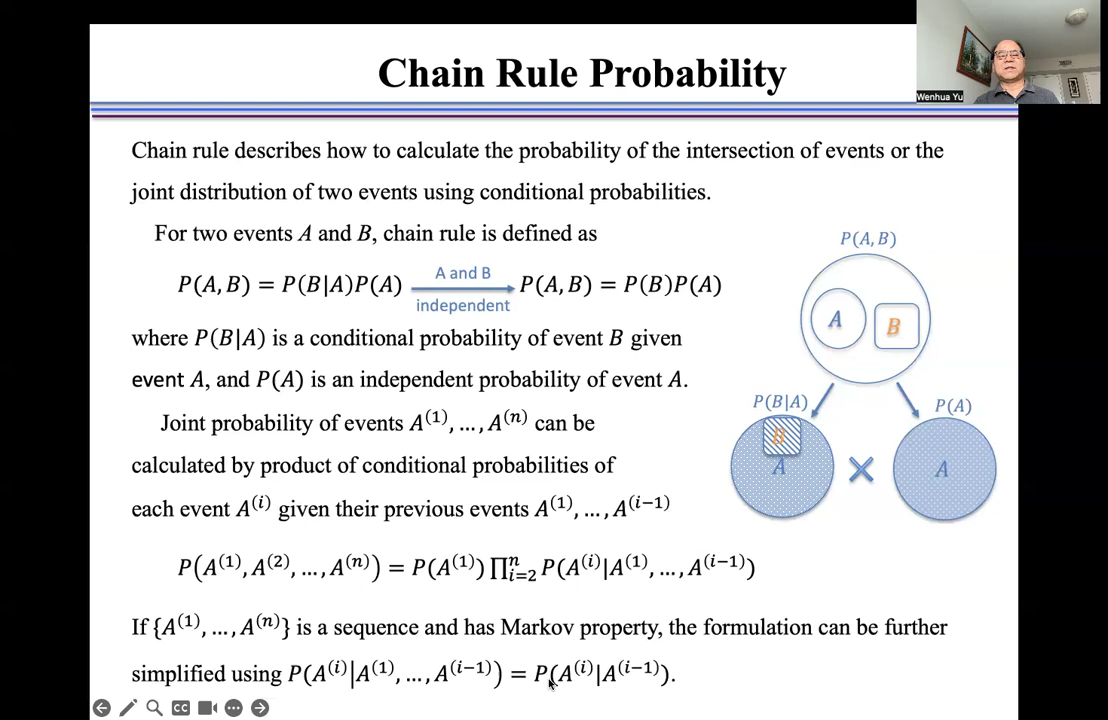 Chain Rule Probability
Wenhua Yu
Chain rule describes how to calculate the probability of the intersection of events or the
joint distribution of two events using conditional probabilities.
For two events A and B, chain rule is defined as
P(A, B) = P(B|A)P(A) A and B independent P(A, B) = P(B)P(A)
where P(B|A) is a conditional probability of event B given
event A, and P(A) is an independent probability of event A.
Joint probability of events A⁽¹⁾, …, A⁽ⁿ⁾ can be
calculated by product of conditional probabilities of
each event A⁽ⁱ⁾ given their previous events A⁽¹⁾, …, A⁽ⁱ⁻¹⁾
P(A⁽¹⁾, A⁽²⁾, …, A⁽ⁿ⁾) = P(A⁽¹⁾) ∏ⁿᵢ₌₂ P(A⁽ⁱ⁾|A⁽¹⁾, …, A⁽ⁱ⁻¹⁾)
If {A⁽¹⁾, …, A⁽ⁿ⁾} is a sequence and has Markov property, the formulation can be further
simplified using P(A⁽ⁱ⁾|A⁽¹⁾, …, A⁽ⁱ⁻¹⁾) = P(A⁽ⁱ⁾|A⁽ⁱ⁻¹⁾).
P(A, B)
A B
P(B|A) P(A)
B
A × A
CC